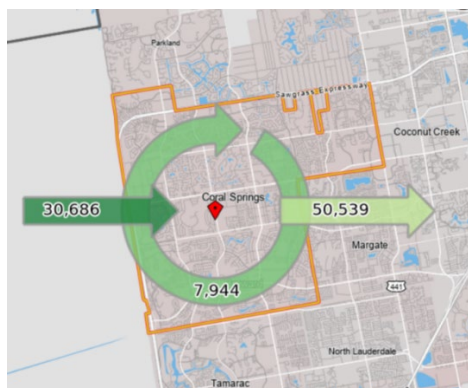 Parkland
Sawgrass Expressway
Coconut Creek
Coral Springs
30,686
50,539
Margate
7,944
441
North Lauderdale
Tamarac